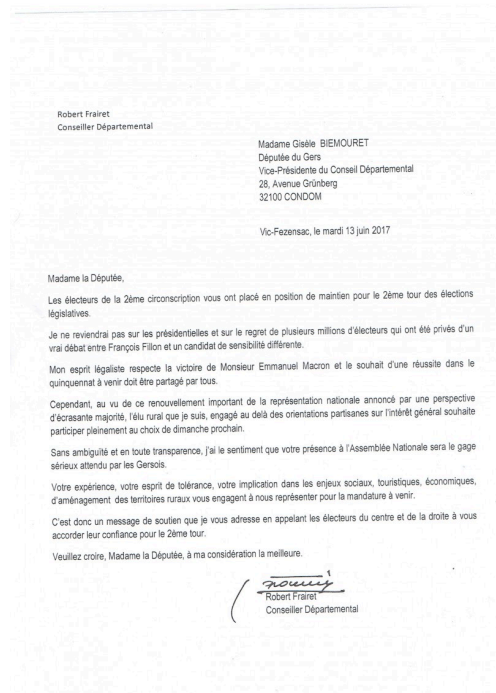 Robert Frairet
Conseiller Départemental
Madame Gisèle BIEMOURET
Députée du Gers
Vice-Présidente du Conseil Départemental
28, Avenue Grünberg
32100 CONDOM
Vic-Fezensac, le mardi 13 juin 2017
Madame la Députée,
Les électeurs de la 2ème circonscription vous ont placé en position de maintien pour le 2ème tour des élections
législatives.
Je ne reviendrai pas sur les présidentielles et sur le regret de plusieurs millions d'électeurs qui ont été privés d'un
vrai débat entre François Fillon et un candidat de sensibilité différente.
Mon esprit légaliste respecte la victoire de Monsieur Emmanuel Macron et le souhait d'une réussite dans le
quinquennat à venir doit être partagé par tous.
Cependant, au vu de ce renouvellement important de la représentation nationale annoncé par une perspective
d'écrasante majorité, l'élu rural que je suis, engagé au delà des orientations partisanes sur l'intérêt général souhaite
participer pleinement au choix de dimanche prochain.
Sans ambiguïté et en toute transparence, j'ai le sentiment que votre présence à l'Assemblée Nationale sera le gage
sérieux attendu par les Gersois.
Votre expérience, votre esprit de tolérance, votre implication dans les enjeux sociaux, touristiques, économiques,
d'aménagement des territoires ruraux vous engagent à nous représenter pour la mandature à venir.
C'est donc un message de soutien que je vous adresse en appelant les électeurs du centre et de la droite à vous
accorder leur confiance pour le 2ème tour.
Veuillez croire, Madame la Députée, à ma considération la meilleure.
Robert Frairet
Conseiller Départemental